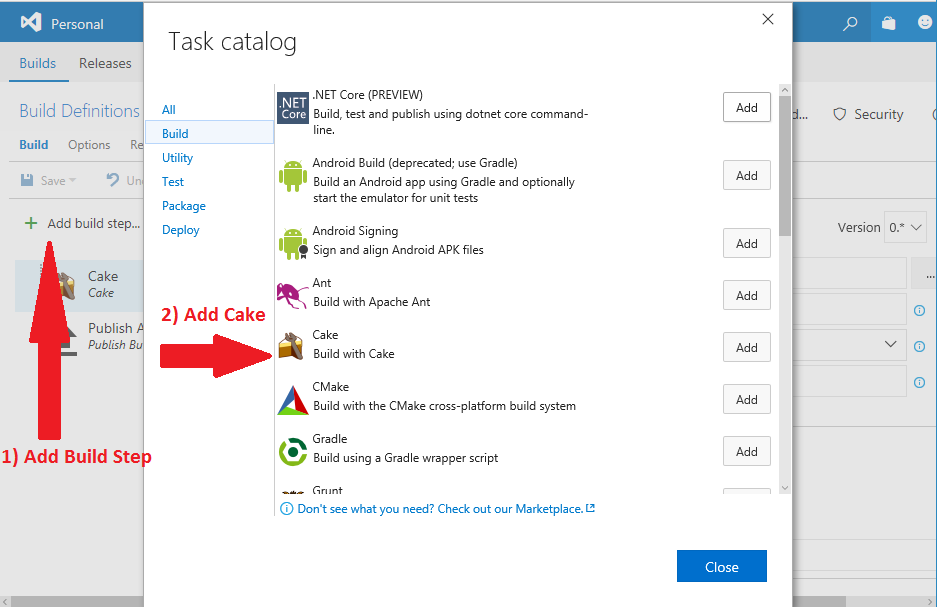 Personal
Task catalog
Builds
Releases
Build Definitions
Security
Build
Options
Save
Add build step...
Version
0.*
Cake
Cake
Publish
1) Add Build Step
2) Add Cake
All
Build
Utility
Test
Package
Deploy
.NET
Core
.NET Core (PREVIEW)
Build, test and publish using dotnet core command-
line.
Add
Android Build (deprecated; use Gradle)
Build an Android app using Gradle and optionally
start the emulator for unit tests
Add
Android Signing
Sign and align Android APK files
Add
Ant
Build with Apache Ant
Add
Cake
Build with Cake
Add
CMake
Build with the CMake cross-platform build system
Add
Gradle
Build using a Gradle wrapper script
Add
Grunt
Don't see what you need? Check out our Marketplace.
Close